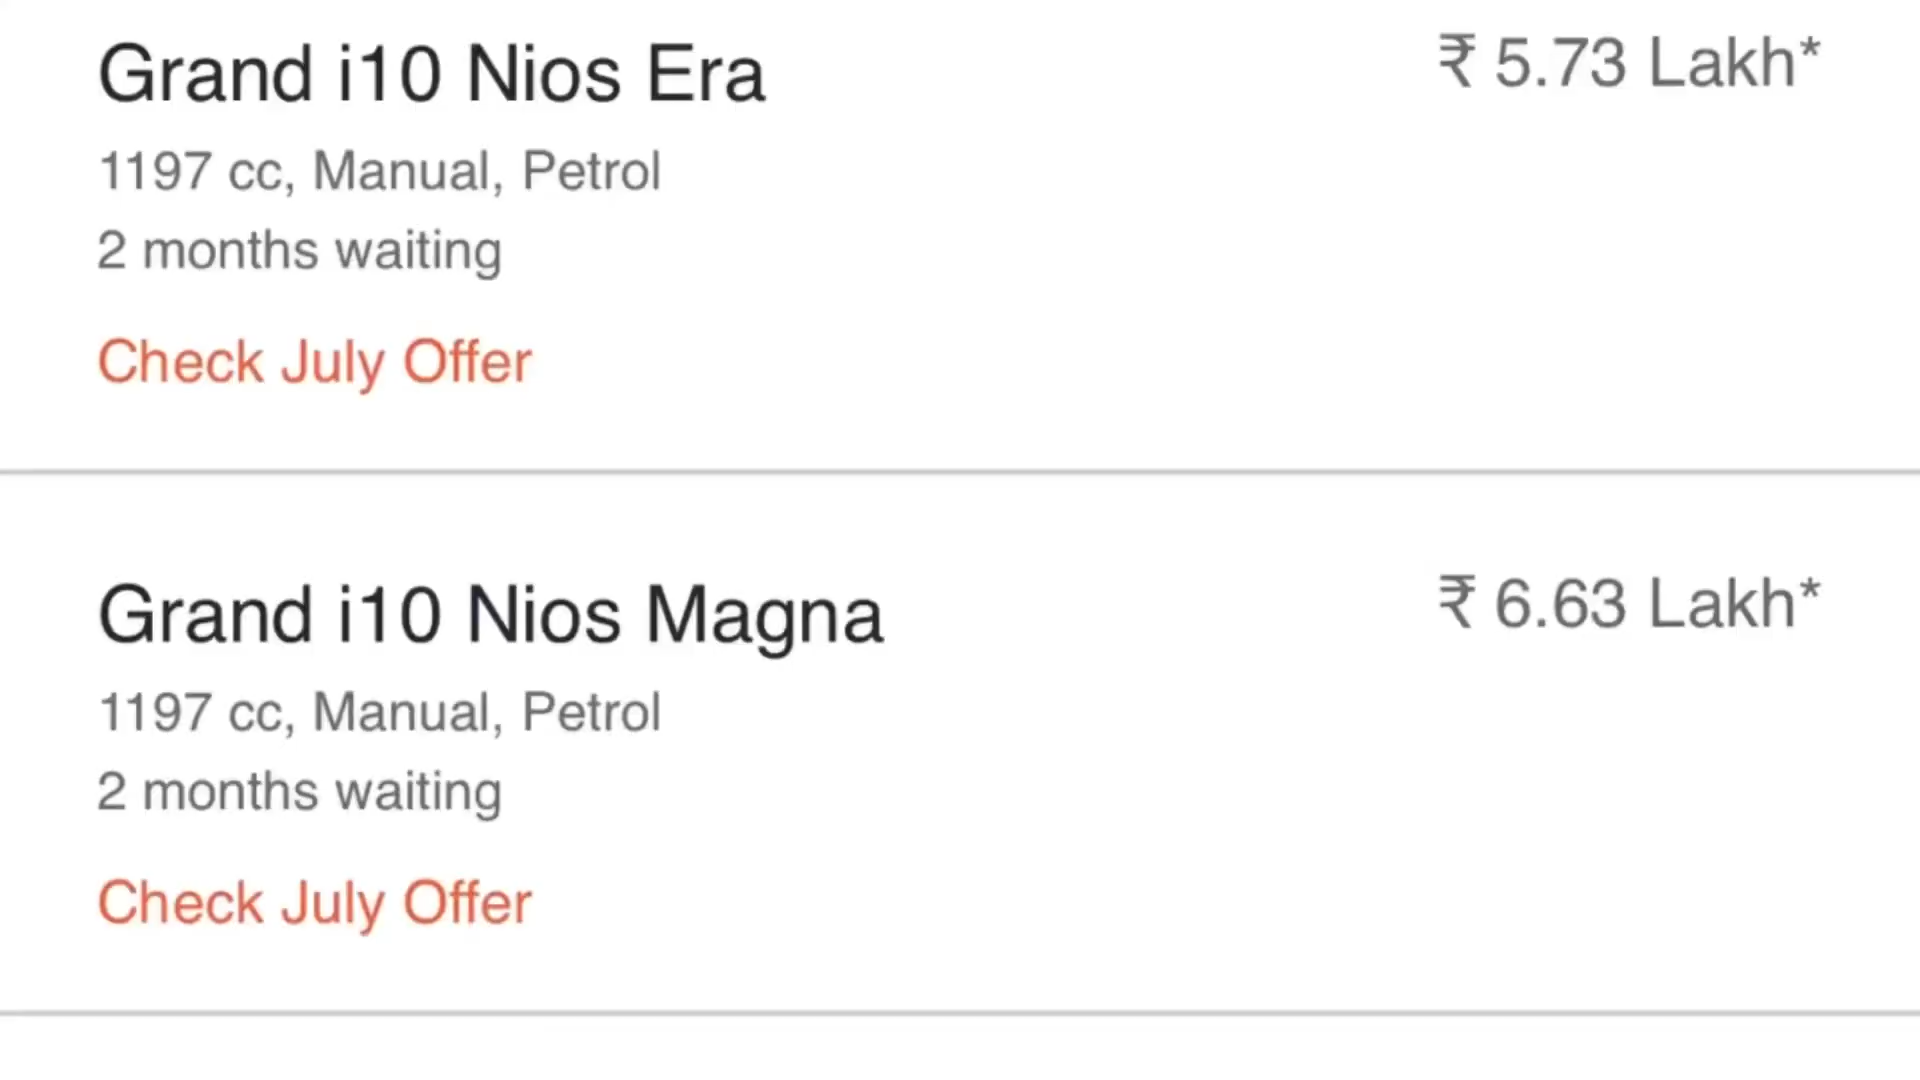 Grand i10 Nios Era
₹ 5.73 Lakh*
1197 cc, Manual, Petrol
2 months waiting
Check July Offer
Grand i10 Nios Magna
₹ 6.63 Lakh*
1197 cc, Manual, Petrol
2 months waiting
Check July Offer